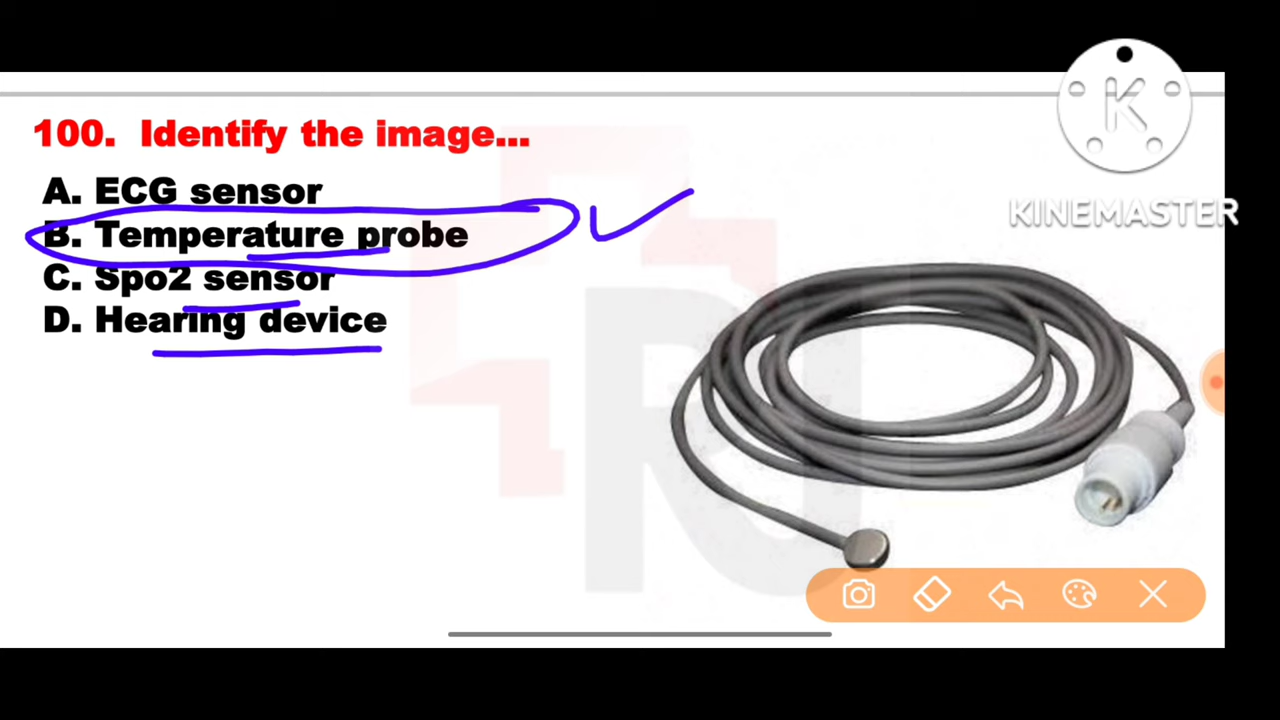 100. Identify the image...
A. ECG sensor
B. Temperature probe
C. Spo2 sensor
D. Hearing device
K
KINEMASTER